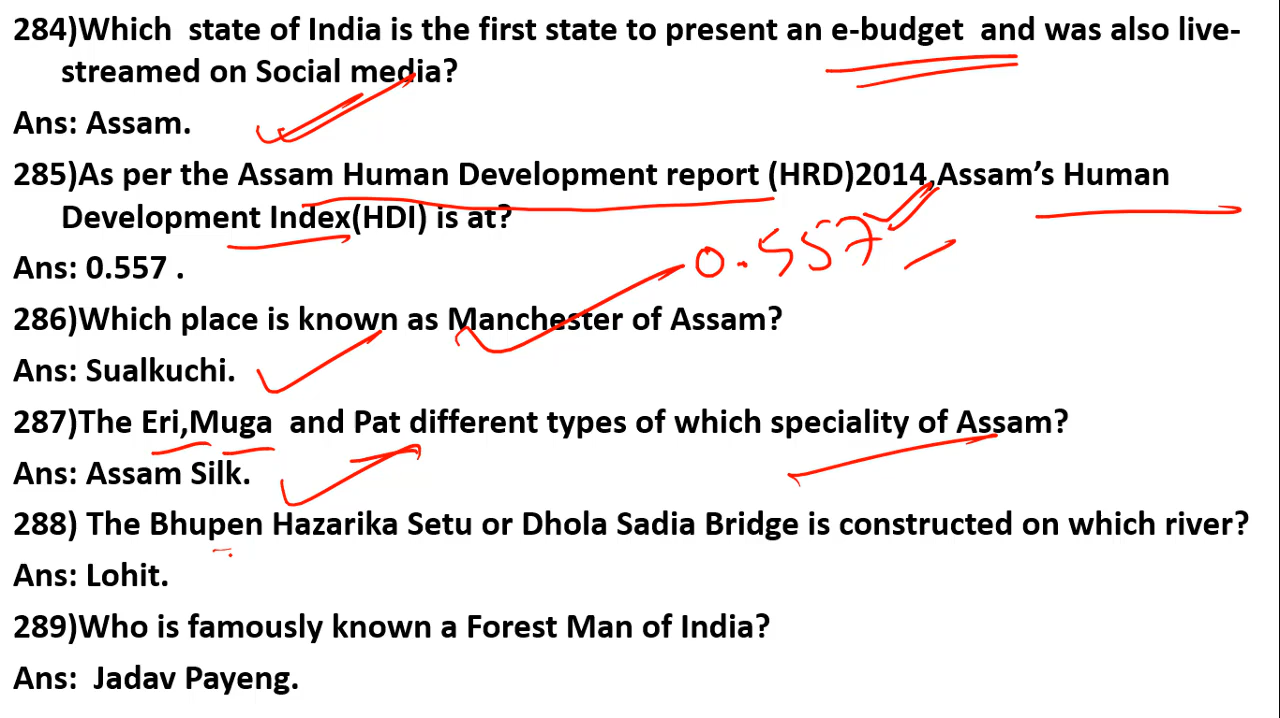 284)Which state of India is the first state to present an e-budget and was also live-
streamed on Social media?
Ans: Assam.
285)As per the Assam Human Development report (HRD)2014,Assam's Human
Development Index(HDI) is at?
0.557
Ans: 0.557 .
286)Which place is known as Manchester of Assam?
Ans: Sualkuchi.
287)The Eri,Muga and Pat different types of which speciality of Assam?
Ans: Assam Silk.
288) The Bhupen Hazarika Setu or Dhola Sadia Bridge is constructed on which river?
Ans: Lohit.
289)Who is famously known a Forest Man of India?
Ans: Jadav Payeng.